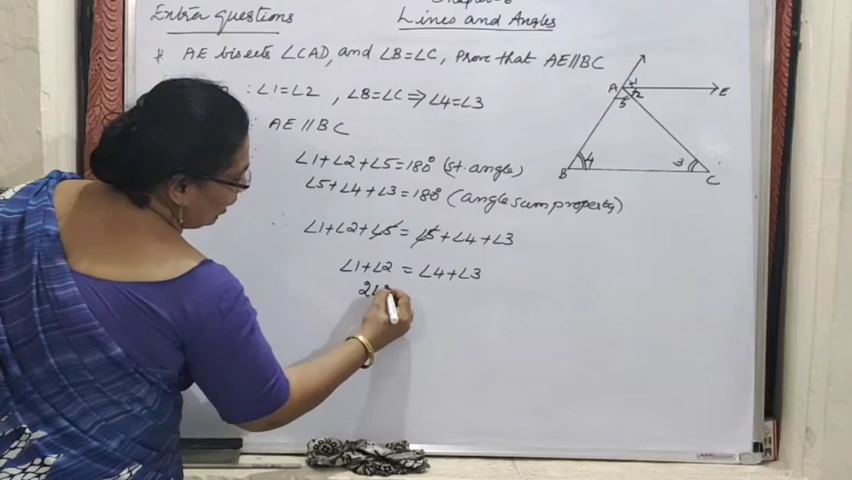 Extra questions
Lines and Angles
* AE bisects ∠CAD, and ∠B=∠C, Prove that AE//BC
: ∠1=∠2 , ∠B=∠C ⇒ ∠4=∠3
: AE//BC
∠1+∠2+∠5=180° (st. angle)
∠5+∠4+∠3=180° (angle sum property)
∴ ∠1+∠2+∠5=∠5+∠4+∠3
∠1+∠2=∠4+∠3
2∠
A 1 2 5 E
B 4 3 C